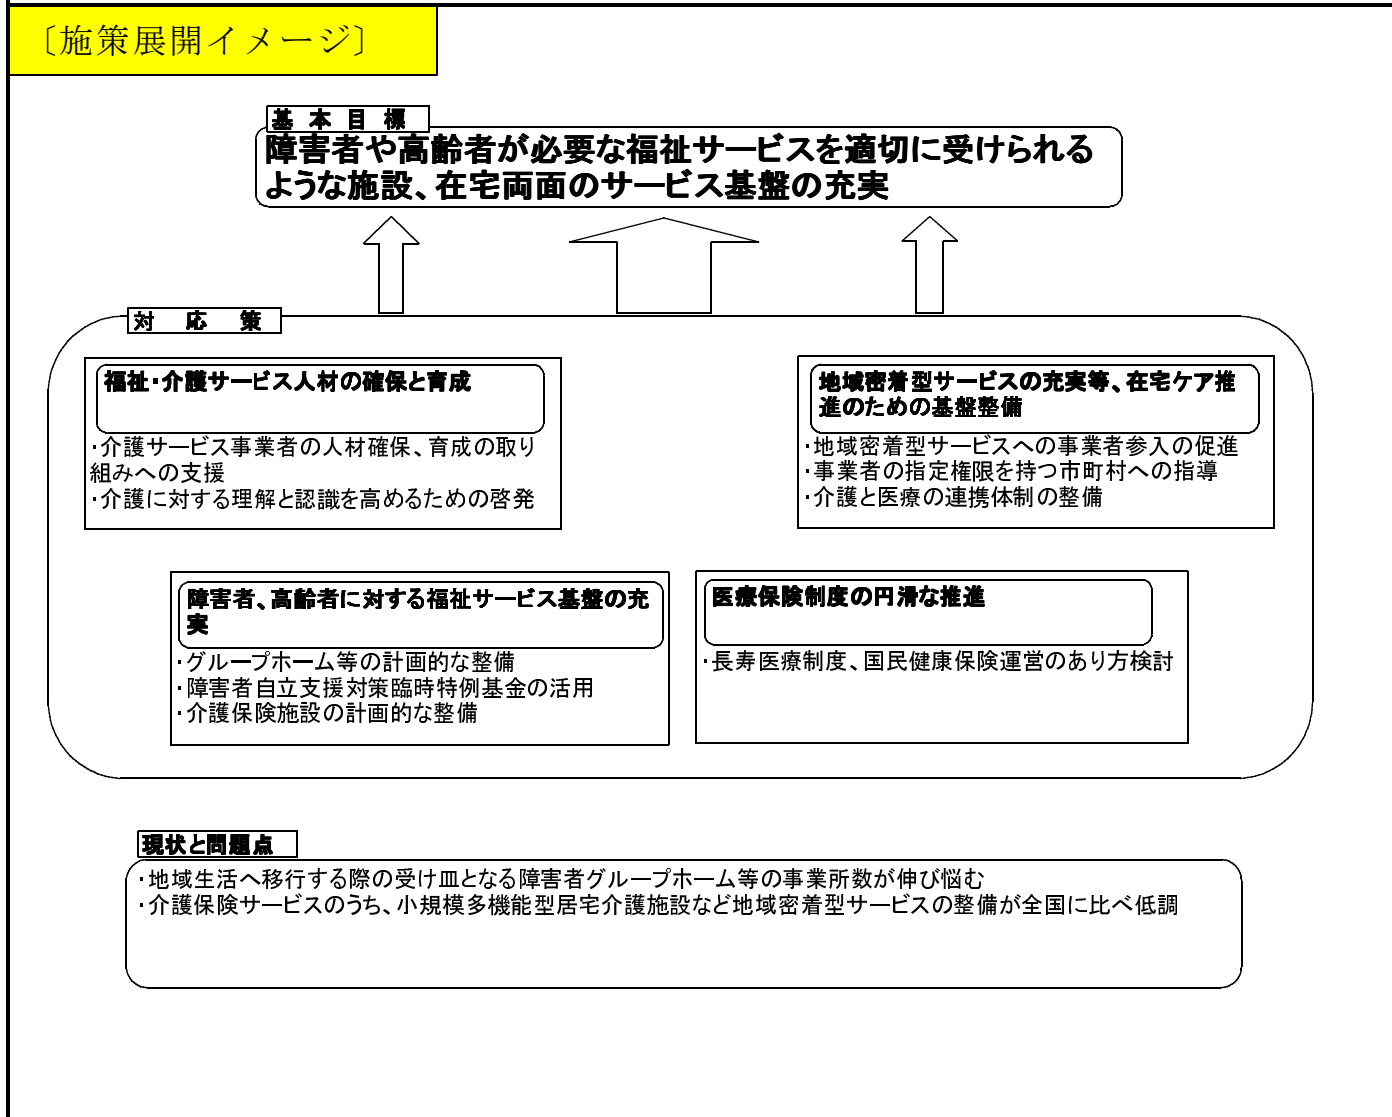 〔施策展開イメージ〕
基本目標
障害者や高齢者が必要な福祉サービスを適切に受けられる
ような施設、在宅両面のサービス基盤の充実
対応策
福祉・介護サービス人材の確保と育成
・介護サービス事業者の人材確保、育成の取り
組みへの支援
・介護に対する理解と認識を高めるための啓発
地域密着型サービスの充実等、在宅ケア推
進のための基盤整備
・地域密着型サービスへの事業者参入の促進
・事業者の指定権限を持つ市町村への指導
・介護と医療の連携体制の整備
障害者、高齢者に対する福祉サービス基盤の充
実
・グループホーム等の計画的な整備
・障害者自立支援対策臨時特例基金の活用
・介護保険施設の計画的な整備
医療保険制度の円滑な推進
・長寿医療制度、国民健康保険運営のあり方検討
現状と問題点
・地域生活へ移行する際の受け皿となる障害者グループホーム等の事業所数が伸び悩む
・介護保険サービスのうち、小規模多機能型居宅介護施設など地域密着型サービスの整備が全国に比べ低調